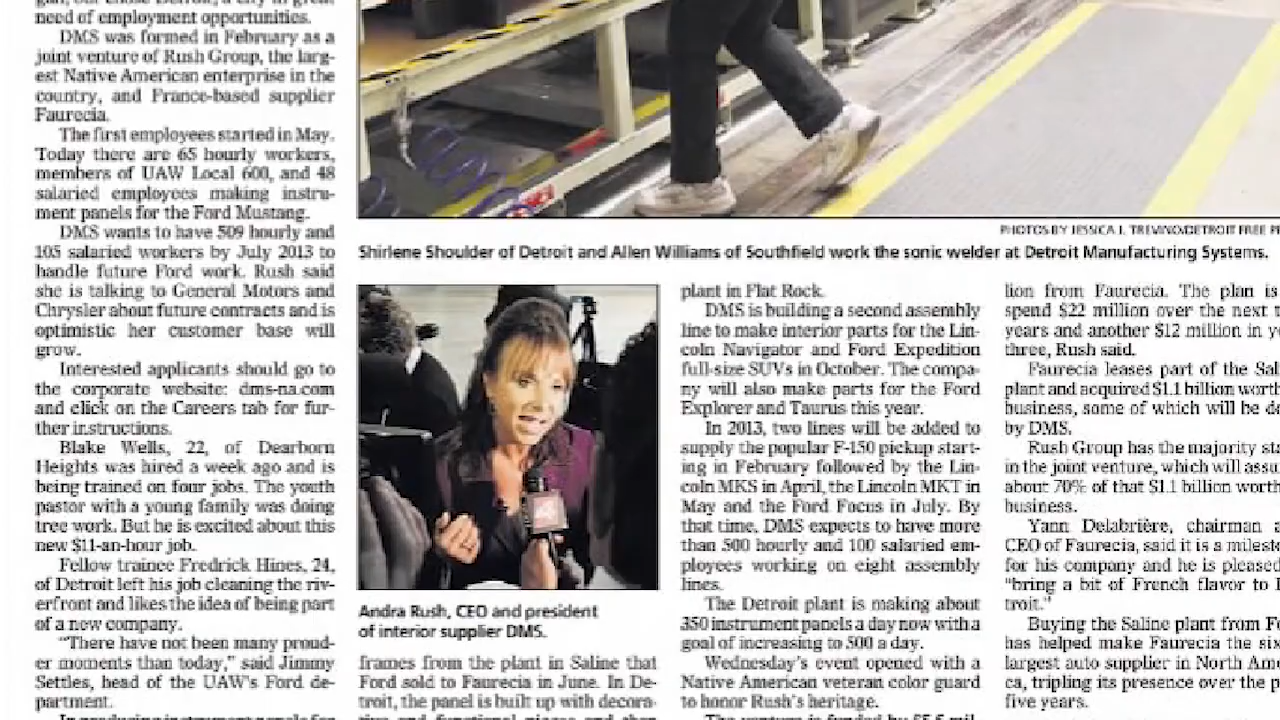 need of employment opportunities.
DMS was formed in February as a
joint venture of Rush Group, the larg-
est Native American enterprise in the
country, and France-based supplier
Faurecia.
The first employees started in May.
Today there are 65 hourly workers,
members of UAW Local 600, and 48
salaried employees making instru-
ment panels for the Ford Mustang.
DMS wants to have 509 hourly and
105 salaried workers by July 2013 to
handle future Ford work. Rush said
she is talking to General Motors and
Chrysler about future contracts and is
optimistic her customer base will
grow.
Interested applicants should go to
the corporate website: dms-na.com
and click on the Careers tab for fur-
ther instructions.
Blake Wells, 22, of Dearborn
Heights was hired a week ago and is
being trained on four jobs. The youth
pastor with a young family was doing
tree work. But he is excited about this
new $11-an-hour job.
Fellow trainee Fredrick Hines, 24,
of Detroit left his job cleaning the riv-
erfront and likes the idea of being part
of a new company.
"There have not been many proud-
er moments than today," said Jimmy
Settles, head of the UAW's Ford de-
partment.
PHOTOS BY JESSICA J. TREVINO/DETROIT FREE
Shirlene Shoulder of Detroit and Allen Williams of Southfield work the sonic welder at Detroit Manufacturing Systems.
Andra Rush, CEO and president
of interior supplier DMS.
frames from the plant in Saline that
Ford sold to Faurecia in June. In De-
troit, the panel is built up with decora-
plant in Flat Rock.
DMS is building a second assembly
line to make interior parts for the Lin-
coln Navigator and Ford Expedition
full-size SUVs in October. The compa-
ny will also make parts for the Ford
Explorer and Taurus this year.
In 2013, two lines will be added to
supply the popular F-150 pickup start-
ing in February followed by the Lin-
coln MKS in April, the Lincoln MKT in
May and the Ford Focus in July. By
that time, DMS expects to have more
than 500 hourly and 100 salaried em-
ployees working on eight assembly
lines.
The Detroit plant is making about
350 instrument panels a day now with a
goal of increasing to 500 a day.
Wednesday's event opened with a
Native American veteran color guard
to honor Rush's heritage.
lion from Faurecia. The plan is
spend $22 million over the next
years and another $12 million in
three, Rush said.
Faurecia leases part of the
plant and acquired $1.1 billion worth
business, some of which will be
by DMS.
Rush Group has the majority
in the joint venture, which will
about 70% of that $1.1 billion worth
business.
Yann Delabrière, chairman
CEO of Faurecia, said it is a
for his company and he is pleased
"bring a bit of French flavor to
troit."
Buying the Saline plant from
has helped make Faurecia the
largest auto supplier in North
ca, tripling its presence over the
five years.